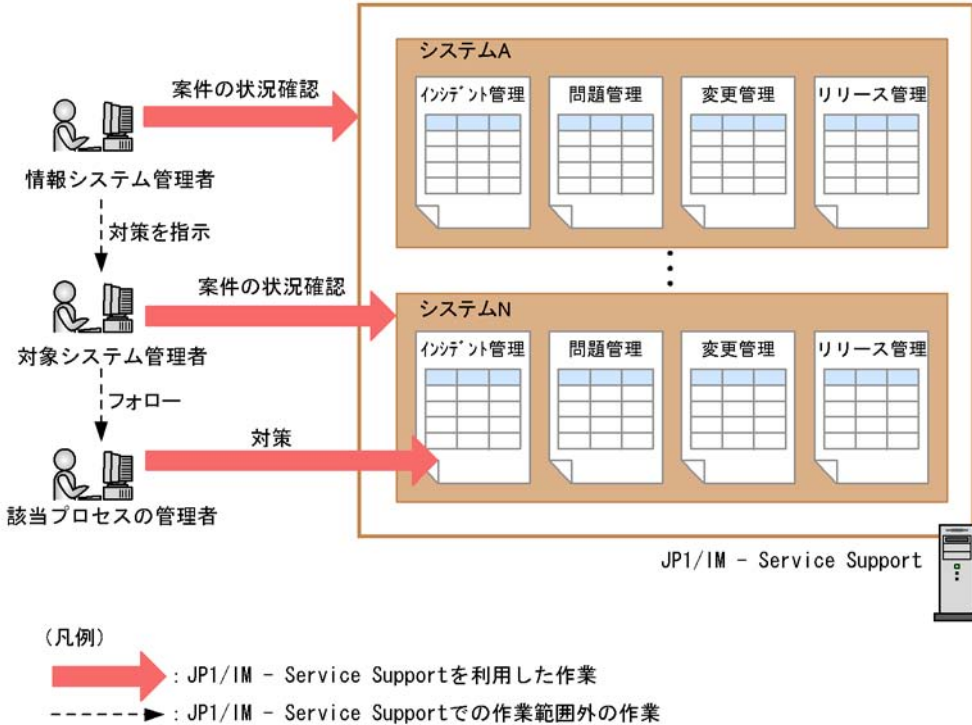 システムA
インシデント管理 問題管理 変更管理 リリース管理
案件の状況確認
情報システム管理者
対策を指示
案件の状況確認
対象システム管理者
システムN
インシデント管理 問題管理 変更管理 リリース管理
フォロー
対策
該当プロセスの管理者
JP1/IM - Service Support
(凡例)
: JP1/IM - Service Supportを利用した作業
: JP1/IM - Service Supportでの作業範囲外の作業